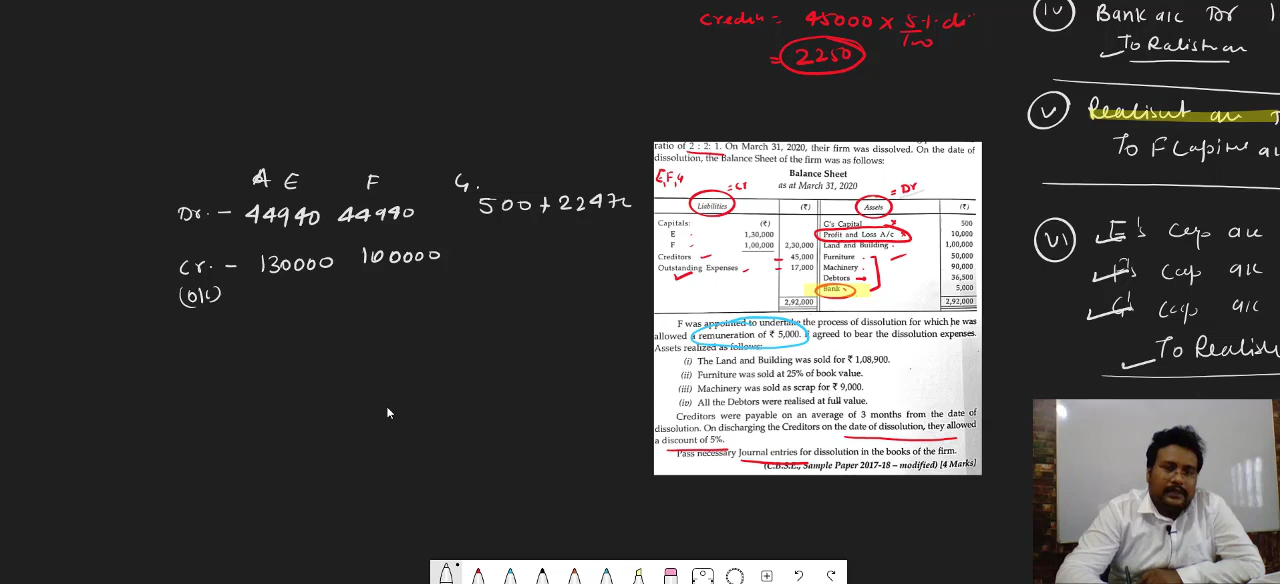 Credit = 45000 × 5/100
= 2250
iv Bank a/c Dr
To Realisation
v Realisat
To F Capital a/c
vi E's Cap a/c
F's Cap a/c
G's Cap a/c
To Realis
A E F G.
Dr. - 44940 44940 500 + 22472
Cr. - 130000 100000
(O/c)
ratio of 2 : 2: 1. On March 31, 2020, their firm was dissolved. On the date of
dissolution, the Balance Sheet of the firm was as follows:
E,F,G
Balance Sheet
as at March 31, 2020
= Cr = Dr
Liabilities (₹) Assets (₹)
Capitals: (₹) G's Capital 500
E 1,30,000 Profit and Loss A/c 10,000
F 1,00,000 2,30,000 Land and Building 1,00,000
Creditors 45,000 Furniture 50,000
Outstanding Expenses 17,000 Machinery 90,000
Debtors 36,500
Bank 5,000
2,92,000 2,92,000
F was appointed to undertake the process of dissolution for which he was
allowed a remuneration of ₹ 5,000. F agreed to bear the dissolution expenses.
Assets realized as follows:
(i) The Land and Building was sold for ₹ 1,08,900.
(ii) Furniture was sold at 25% of book value.
(iii) Machinery was sold as scrap for ₹ 9,000.
(iv) All the Debtors were realised at full value.
Creditors were payable on an average of 3 months from the date of
dissolution. On discharging the Creditors on the date of dissolution, they allowed
a discount of 5%.
Pass necessary Journal entries for dissolution in the books of the firm.
(C.B.S.E., Sample Paper 2017-18 – modified) [4 Marks]